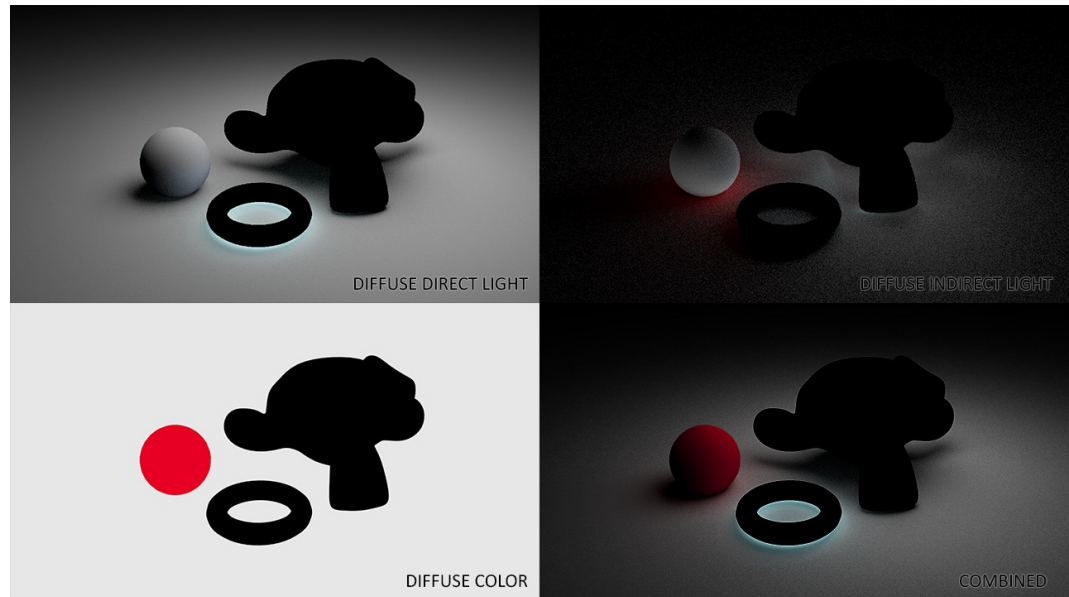 DIFFUSE DIRECT LIGHT
DIFFUSE INDIRECT LIGHT
DIFFUSE COLOR
COMBINED